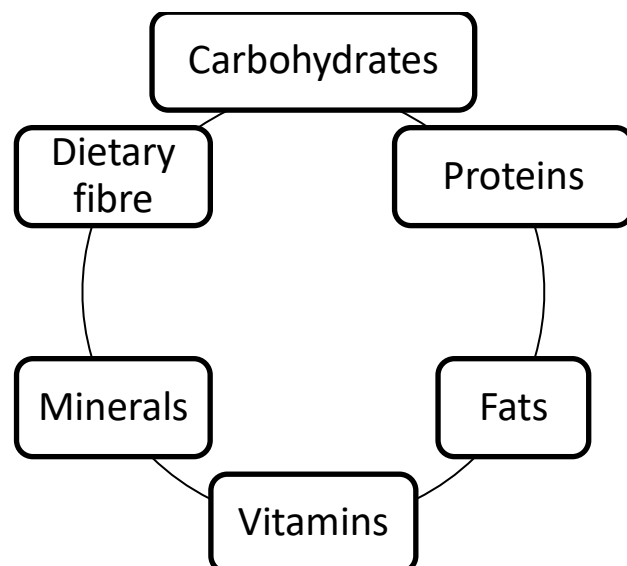 Carbohydrates
Proteins
Fats
Vitamins
Minerals
Dietary
fibre